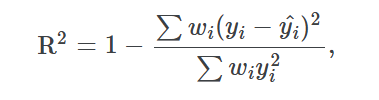 R² = 1 − ∑ wᵢ(yᵢ − ŷᵢ)² / ∑ wᵢyᵢ² ,